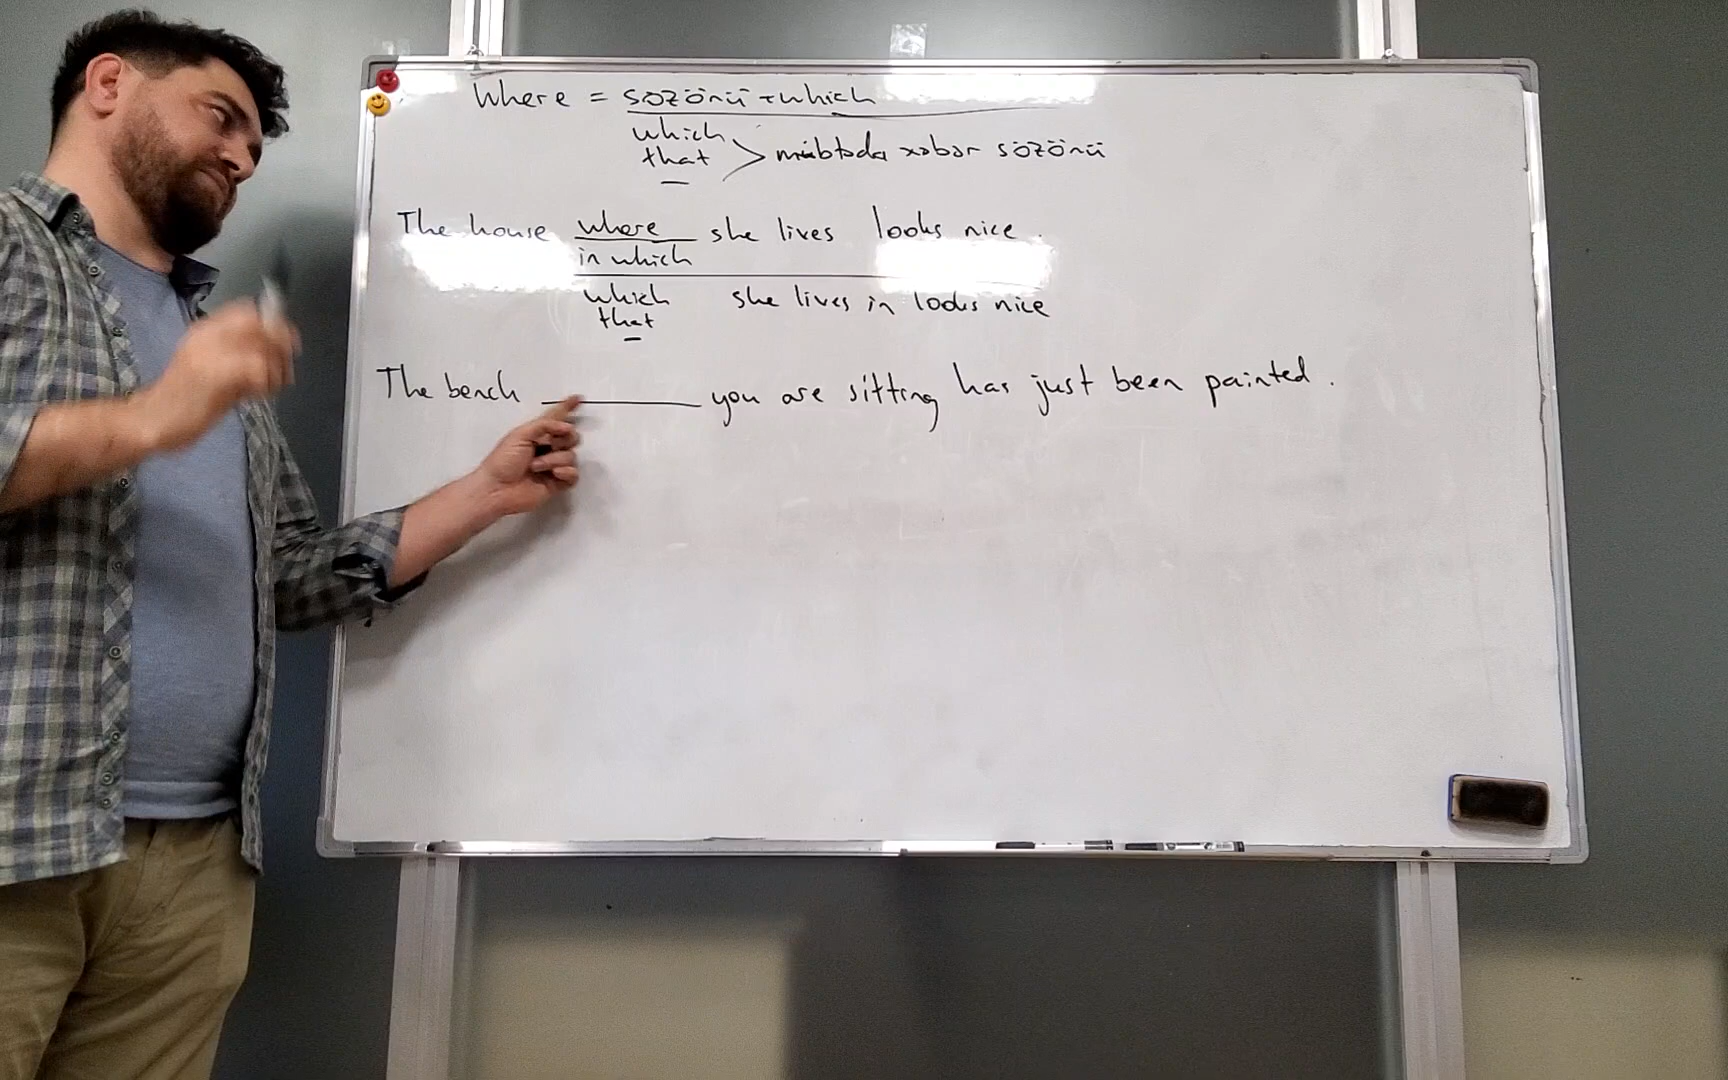 Where = sözönü + which
which
that > mübtəda xəbər sözönü
—
The house where she lives looks nice.
in which
which she lives in looks nice
that
—
The bench ______ you are sitting has just been painted.